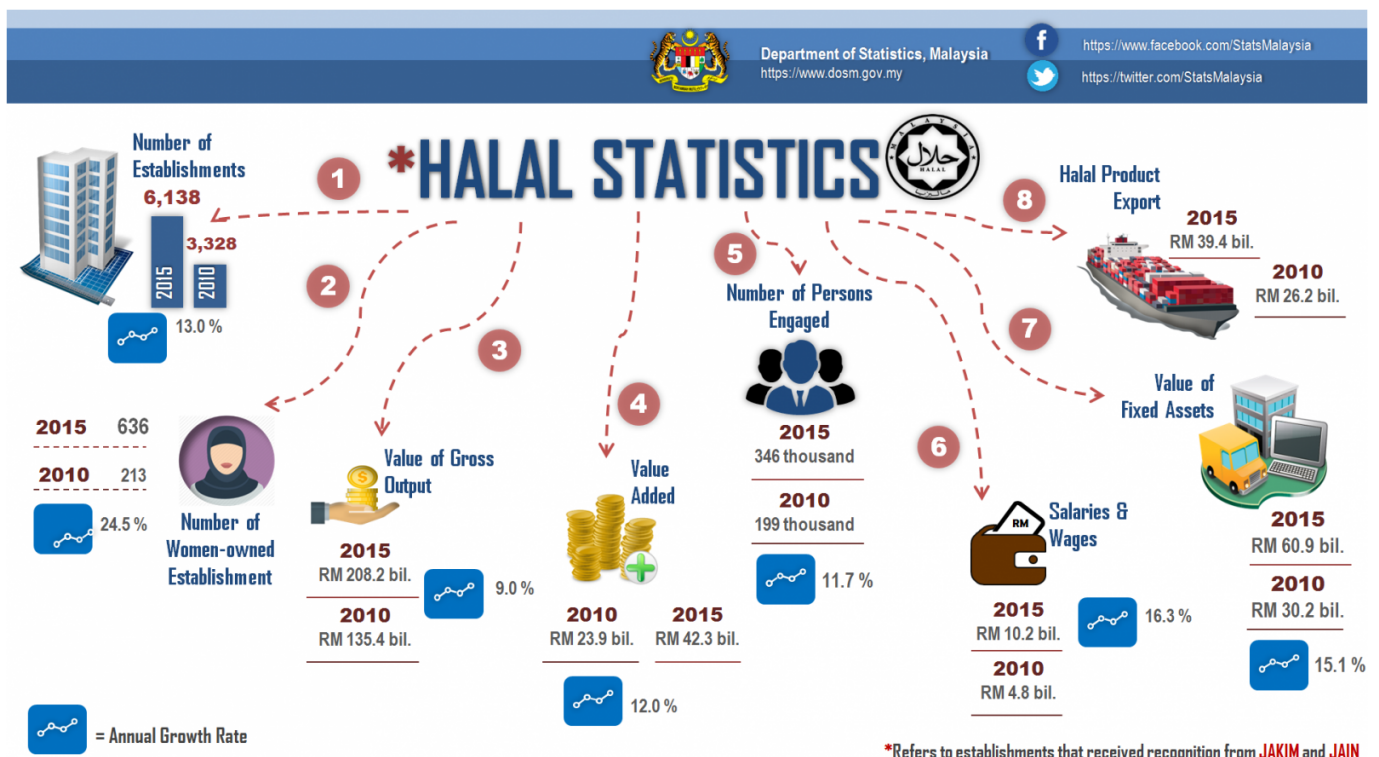 Department of Statistics, Malaysia
https://www.dosm.gov.my
https://www.facebook.com/StatsMalaysia
https://twitter.com/StatsMalaysia
*HALAL STATISTICS
MALAYSIA
حلال
HALAL
ماليزيا
1
Number of
Establishments
6,138
3,328
2015
2010
13.0 %
2
2015 636
2010 213
24.5 %
Number of
Women-owned
Establishment
3
Value of Gross
Output
2015
RM 208.2 bil.
2010
RM 135.4 bil.
9.0 %
4
Value
Added
2010
RM 23.9 bil.
2015
RM 42.3 bil.
12.0 %
5
Number of Persons
Engaged
2015
346 thousand
2010
199 thousand
11.7 %
6
RM
Salaries &
Wages
2015
RM 10.2 bil.
2010
RM 4.8 bil.
16.3 %
7
Value of
Fixed Assets
2015
RM 60.9 bil.
2010
RM 30.2 bil.
15.1 %
8
Halal Product
Export
2015
RM 39.4 bil.
2010
RM 26.2 bil.
= Annual Growth Rate
*Refers to establishments that received recognition from JAKIM and JAIN